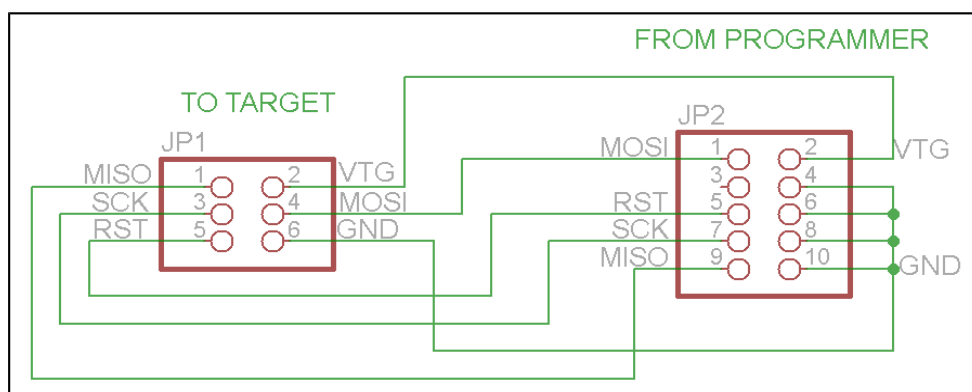 FROM PROGRAMMER
TO TARGET
JP1
MISO 1 2 VTG
SCK 3 4 MOSI
RST 5 6 GND
JP2
MOSI 1 2 VTG
3 4
RST 5 6
SCK 7 8
MISO 9 10 GND